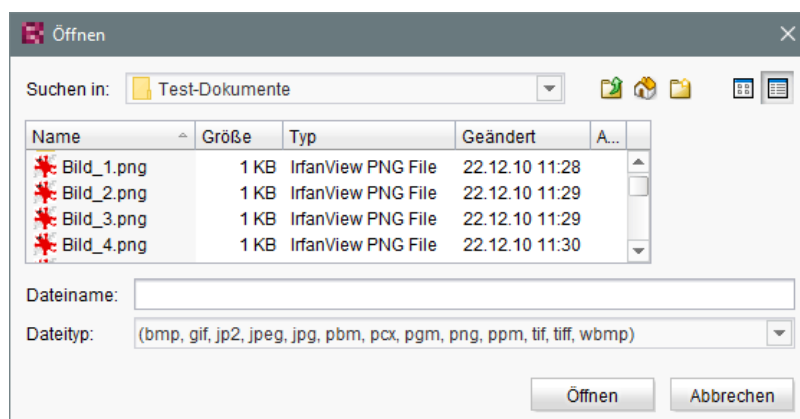 Öffnen
Suchen in: Test-Dokumente
Name Größe Typ Geändert A...
Bild_1.png 1 KB IrfanView PNG File 22.12.10 11:28
Bild_2.png 1 KB IrfanView PNG File 22.12.10 11:29
Bild_3.png 1 KB IrfanView PNG File 22.12.10 11:29
Bild_4.png 1 KB IrfanView PNG File 22.12.10 11:30
Dateiname:
Dateityp: (bmp, gif, jp2, jpeg, jpg, pbm, pcx, pgm, png, ppm, tif, tiff, wbmp)
Öffnen Abbrechen